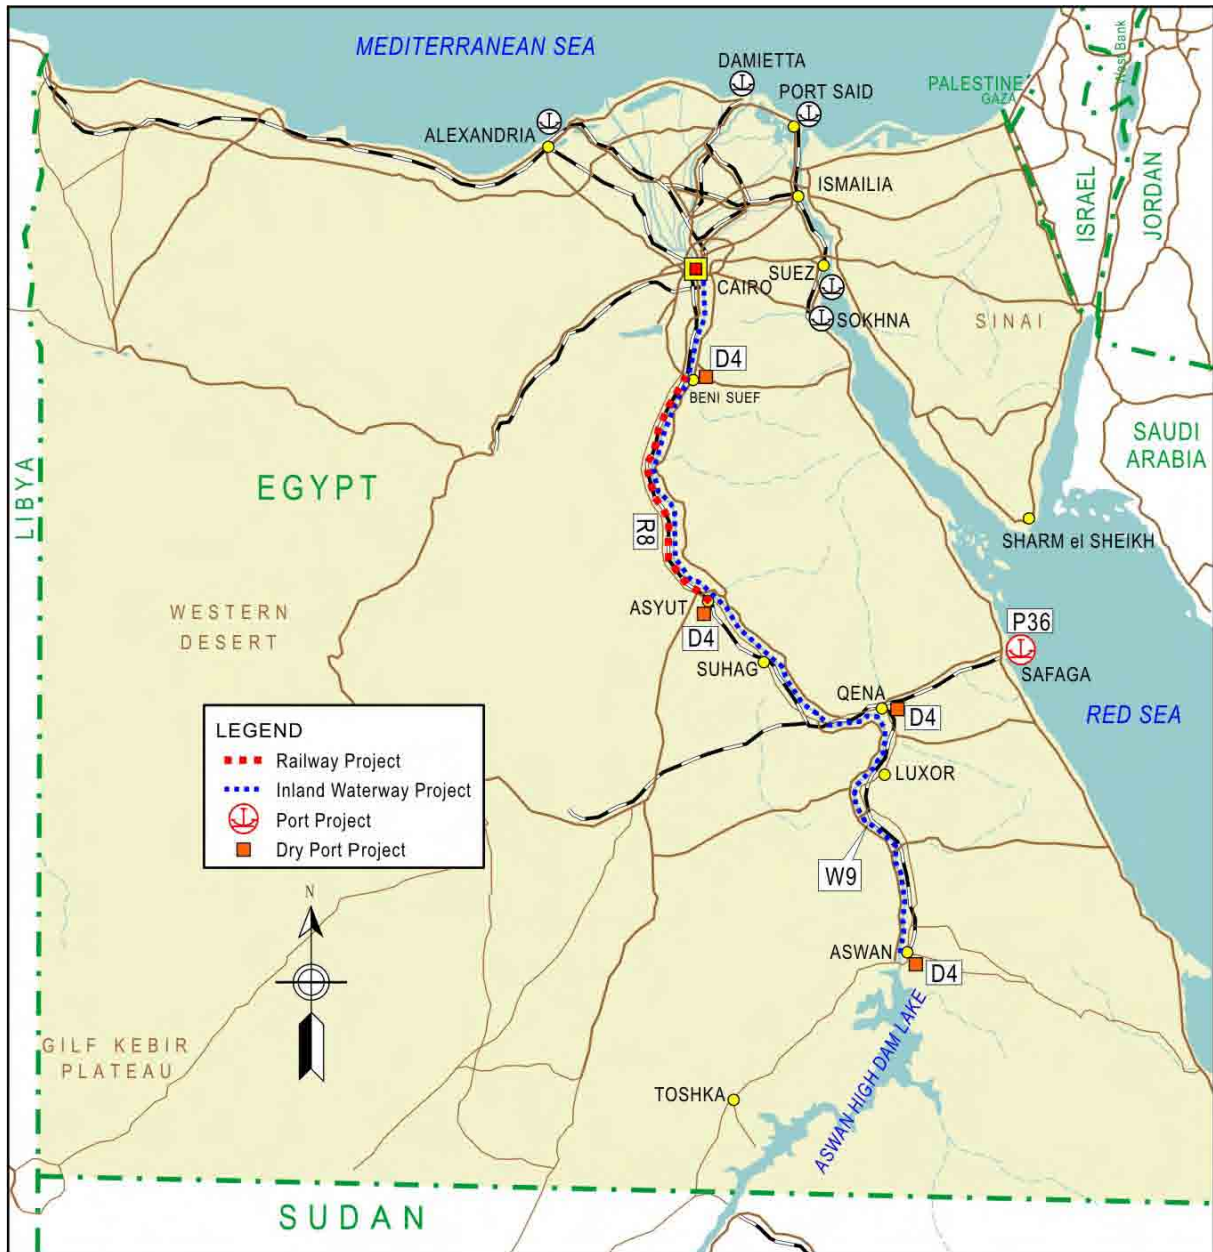 MEDITERRANEAN SEA
DAMIETTA
PORT SAID
ALEXANDRIA
PALESTINE
GAZA
West Bank
ISRAEL
JORDAN
ISMAILIA
SUEZ
CAIRO
SOKHNA
SINAI
D4
BENI SUEF
SAUDI
ARABIA
LIBYA
EGYPT
R8
SHARM el SHEIKH
WESTERN
DESERT
ASYUT
D4
P36
SAFAGA
SUHAG
QENA
D4
RED SEA
LUXOR
LEGEND
Railway Project
Inland Waterway Project
Port Project
Dry Port Project
W9
N
ASWAN
D4
ASWAN HIGH DAM LAKE
GILF KEBIR
PLATEAU
TOSHKA
SUDAN